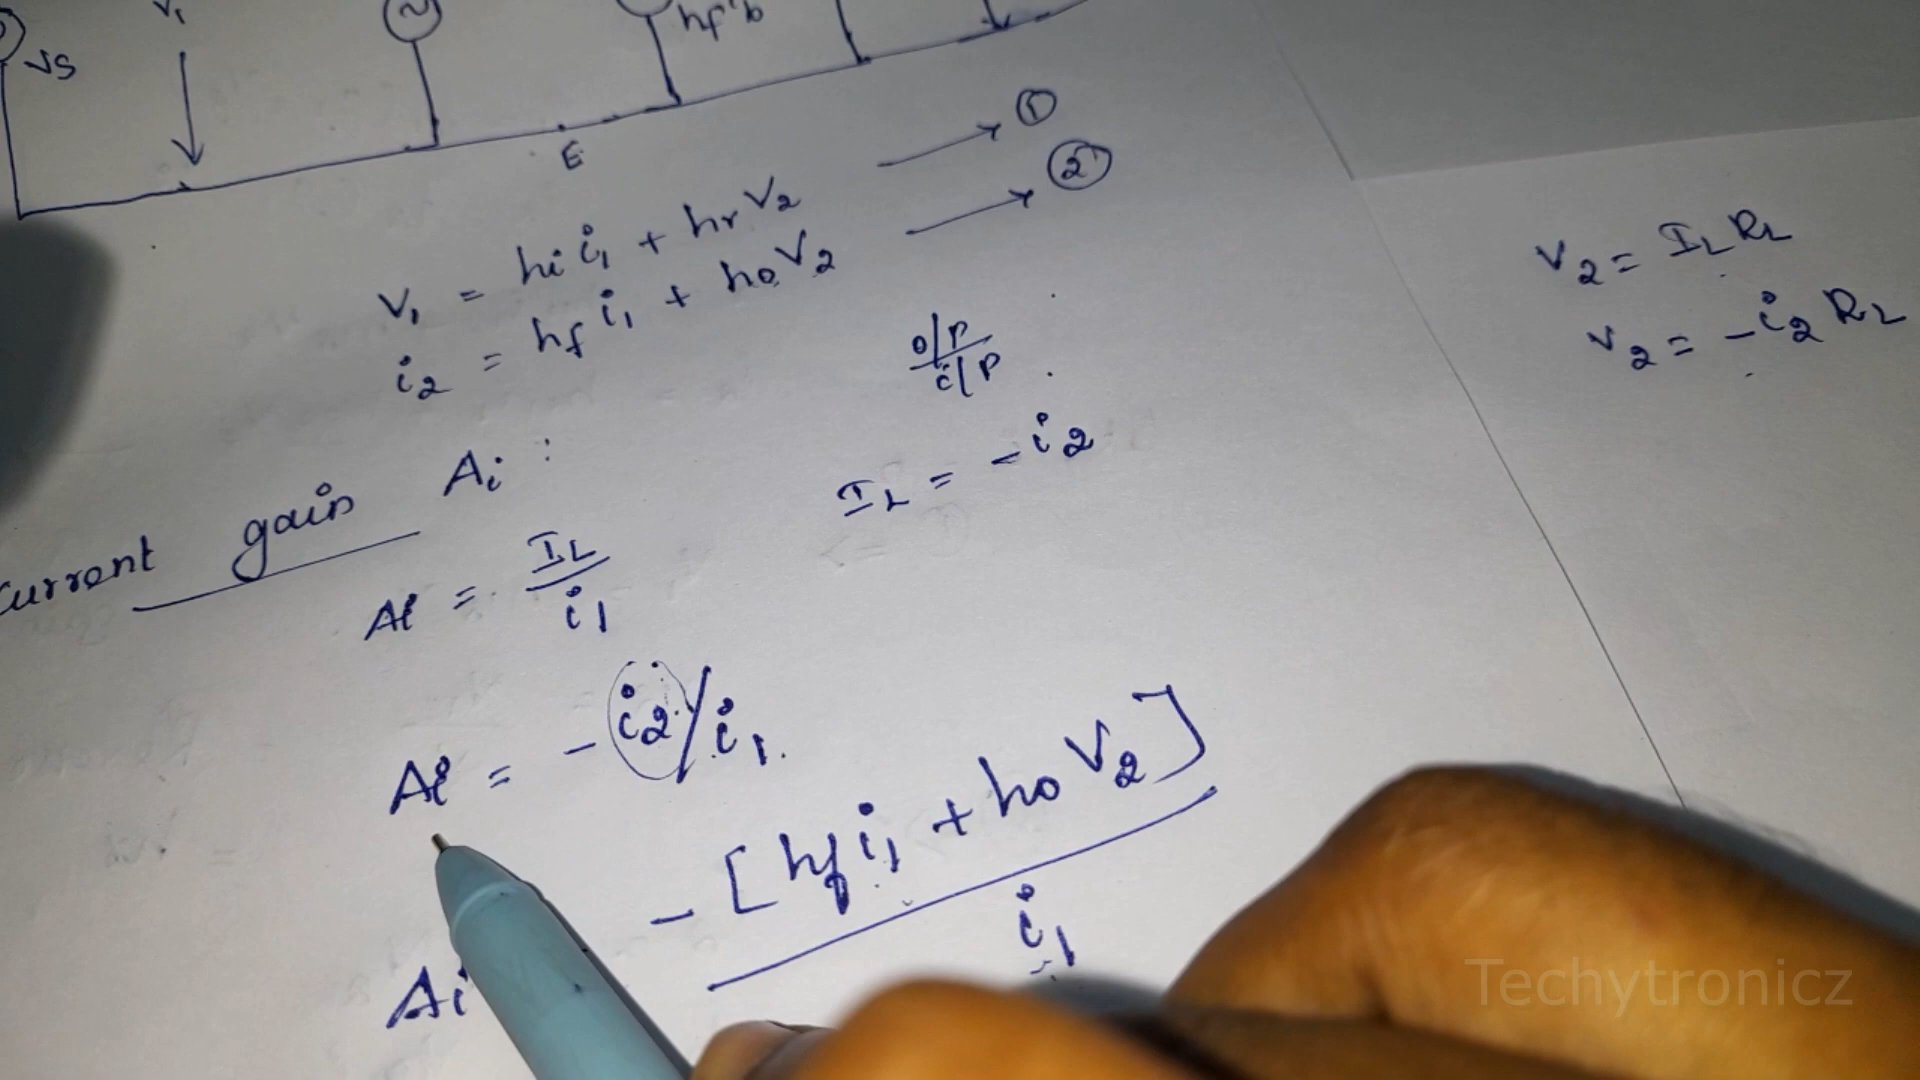 V1
VS
hfib
E
V1 = hi i1 + hr V2 → ①
i2 = hf i1 + ho V2 → ②
V2 = IL RL
V2 = -i2 RL
o/p
i/p
Current gain Ai :
IL = -i2
Ai = IL
i1
Ai = - i2/i1
- [hf i1 + ho V2]
i1
Ai
Techytronicz